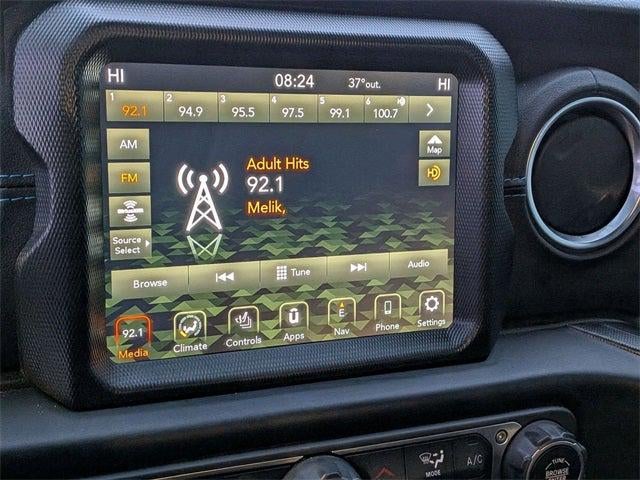 HI 08:24 37°out. HI
1 92.1 2 94.9 3 95.5 4 97.5 5 99.1 6 100.7
AM
Map
Adult Hits
FM 92.1
SiriusXM Melik,
Source
Select
Browse Tune Audio
92.1 E
Media Climate Controls Apps Nav Phone Settings
MODE A/C
TUNE
BROWSE
ENTER